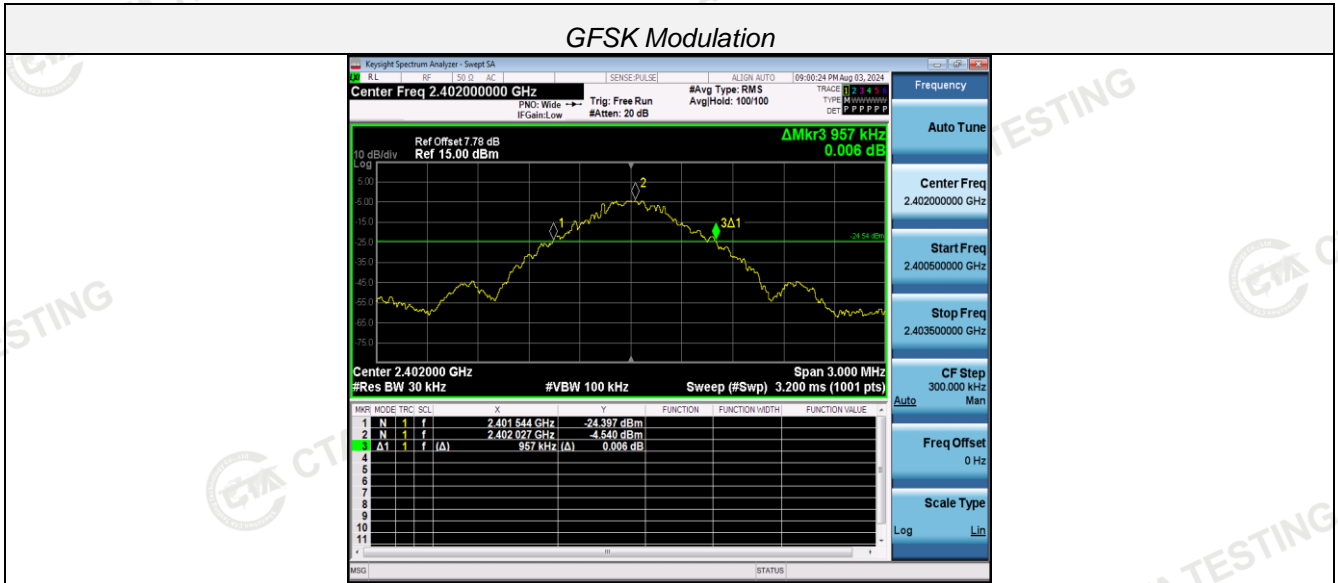 GFSK Modulation
Keysight Spectrum Analyzer - Swept SA
RL RF 50 Ω AC SENSE:PULSE ALIGN AUTO 09:00:24 PM Aug 03, 2024
Center Freq 2.402000000 GHz
PNO: Wide
IFGain:Low
Trig: Free Run
#Atten: 20 dB
#Avg Type: RMS
Avg|Hold: 100/100
TRACE 1 2 3 4 5 6
TYPE M WWWWW
DET P P P P P P
Frequency
Auto Tune
Center Freq
2.402000000 GHz
Start Freq
2.400500000 GHz
Stop Freq
2.403500000 GHz
CF Step
300.000 kHz
Auto Man
Freq Offset
0 Hz
Scale Type
Log Lin
ΔMkr3 957 kHz
0.006 dB
Ref Offset 7.78 dB
10 dB/div Ref 15.00 dBm
Log
5.00
-5.00
-15.0
-25.0
-35.0
-45.0
-55.0
-65.0
-75.0
1
2
3Δ1
-24.54 dBm
Center 2.402000 GHz Span 3.000 MHz
#Res BW 30 kHz #VBW 100 kHz Sweep (#Swp) 3.200 ms (1001 pts)
MKR MODE TRC SCL X Y FUNCTION FUNCTION WIDTH FUNCTION VALUE
1 N 1 f 2.401 544 GHz -24.397 dBm
2 N 1 f 2.402 027 GHz -4.540 dBm
3 Δ1 1 f (Δ) 957 kHz (Δ) 0.006 dB
4
5
6
7
8
9
10
11
MSG STATUS
TESTING
STING
CTA
CTA
CTA TESTING